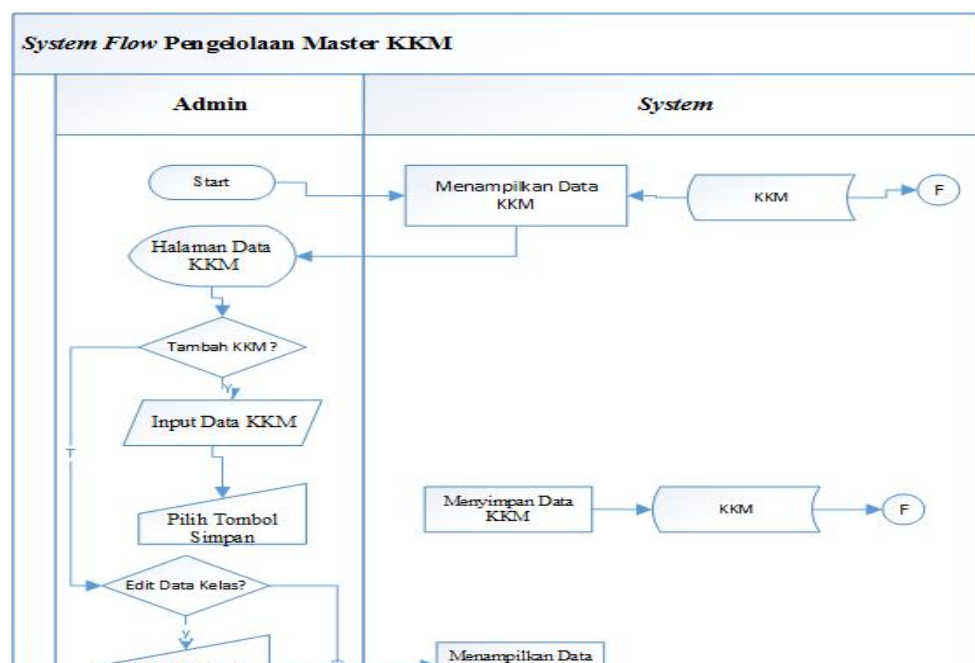 System Flow Pengelolaan Master KKM
Admin
System
Start
Menampilkan Data
KKM
KKM
F
Halaman Data
KKM
Tambah KKM?
Y
Input Data KKM
T
Pilih Tombol
Simpan
Menyimpan Data
KKM
KKM
F
Edit Data Kelas?
Y
Menampilkan Data